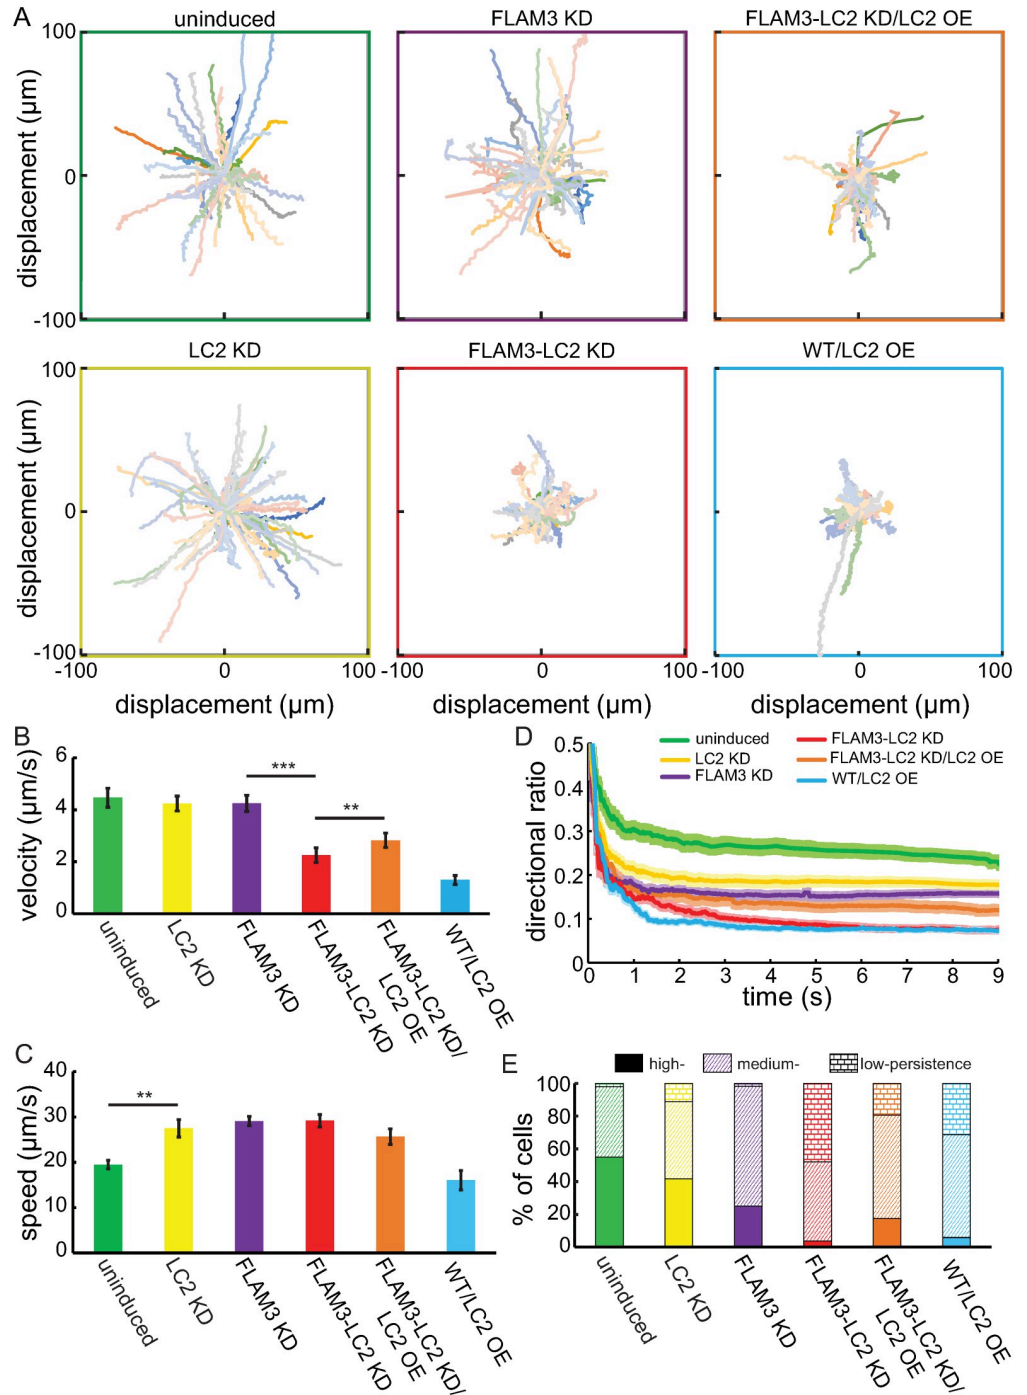 A
uninduced
FLAM3 KD
FLAM3-LC2 KD/LC2 OE
100
0
-100
displacement (µm)
0
0
0
LC2 KD
FLAM3-LC2 KD
WT/LC2 OE
100
0
-100
displacement (µm)
-100
0
100
-100
0
100
-100
0
100
displacement (µm)
displacement (µm)
displacement (µm)
B
6
4
2
0
velocity (µm/s)
***
**
uninduced
LC2 KD
FLAM3 KD
FLAM3-LC2 KD
FLAM3-LC2 KD/
LC2 OE
WT/LC2 OE
D
0.5
0.3
0.2
0.1
0
directional ratio
uninduced
LC2 KD
FLAM3 KD
FLAM3-LC2 KD
FLAM3-LC2 KD/LC2 OE
WT/LC2 OE
0 1 2 3 4 5 6 7 8 9
time (s)
C
40
30
20
10
0
speed (µm/s)
**
uninduced
LC2 KD
FLAM3 KD
FLAM3-LC2 KD
FLAM3-LC2 KD/
LC2 OE
WT/LC2 OE
E
high-
medium-
low-persistence
100
80
60
40
20
0
% of cells
uninduced
LC2 KD
FLAM3 KD
FLAM3-LC2 KD
FLAM3-LC2 KD/
LC2 OE
WT/LC2 OE